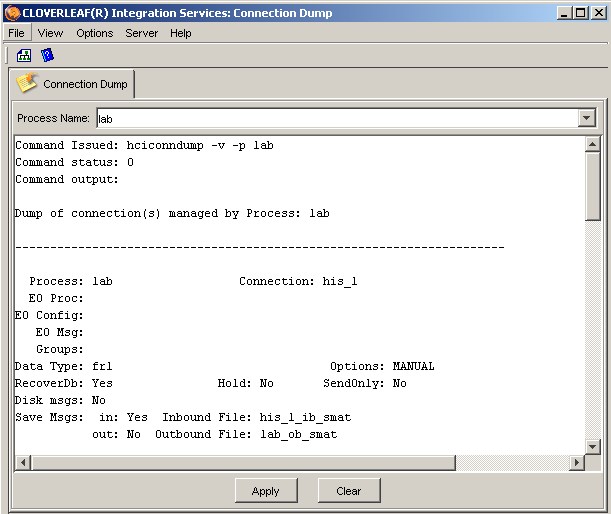 CLOVERLEAF(R) Integration Services: Connection Dump
File View Options Server Help
Connection Dump
Process Name: lab
Command Issued: hciconndump -v -p lab
Command status: 0
Command output:
Dump of connection(s) managed by Process: lab
----------------------------------------------------------------------
Process: lab Connection: his_l
EO Proc:
EO Config:
EO Msg:
Groups:
Data Type: frl Options: MANUAL
RecoverDb: Yes Hold: No SendOnly: No
Disk msgs: No
Save Msgs: in: Yes Inbound File: his_l_ib_smat
out: No Outbound File: lab_ob_smat
Apply Clear